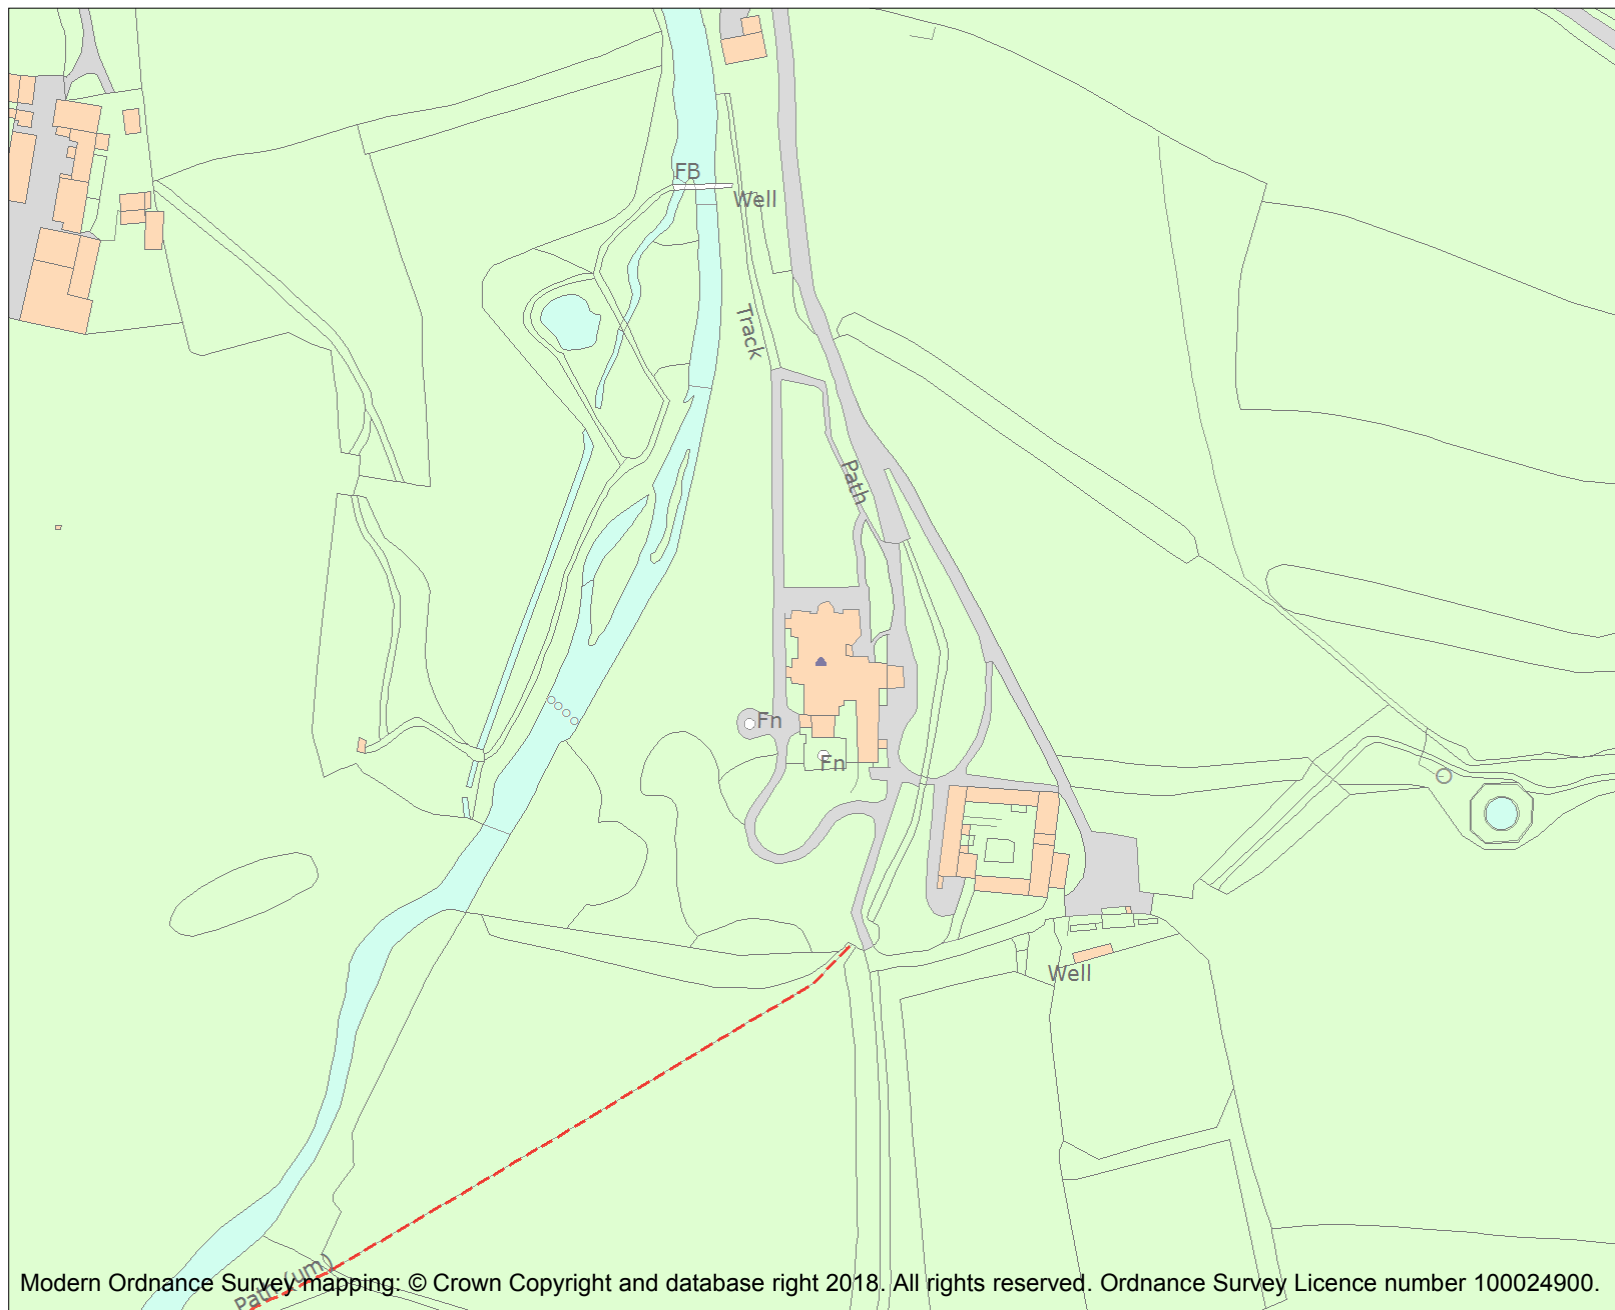 FB
Well
Track
Path
Fn
Fn
Well
Path (um)
Modern Ordnance Survey mapping: © Crown Copyright and database right 2018. All rights reserved. Ordnance Survey Licence number 100024900.